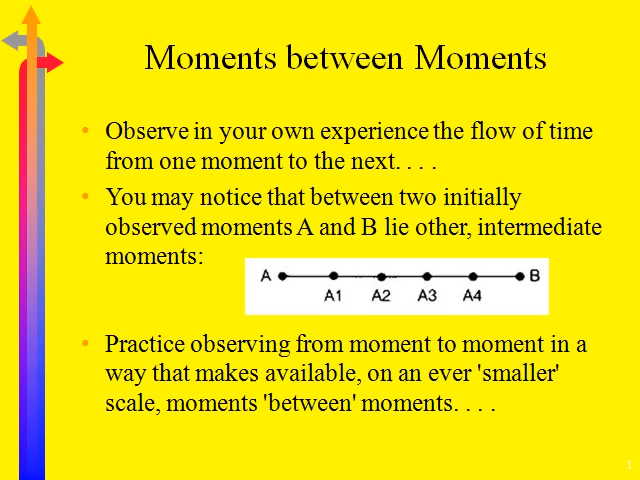 Moments between Moments
• Observe in your own experience the flow of time
from one moment to the next. . . .
• You may notice that between two initially
observed moments A and B lie other, intermediate
moments:
A B
A1 A2 A3 A4
• Practice observing from moment to moment in a
way that makes available, on an ever 'smaller'
scale, moments 'between' moments. . . .
1